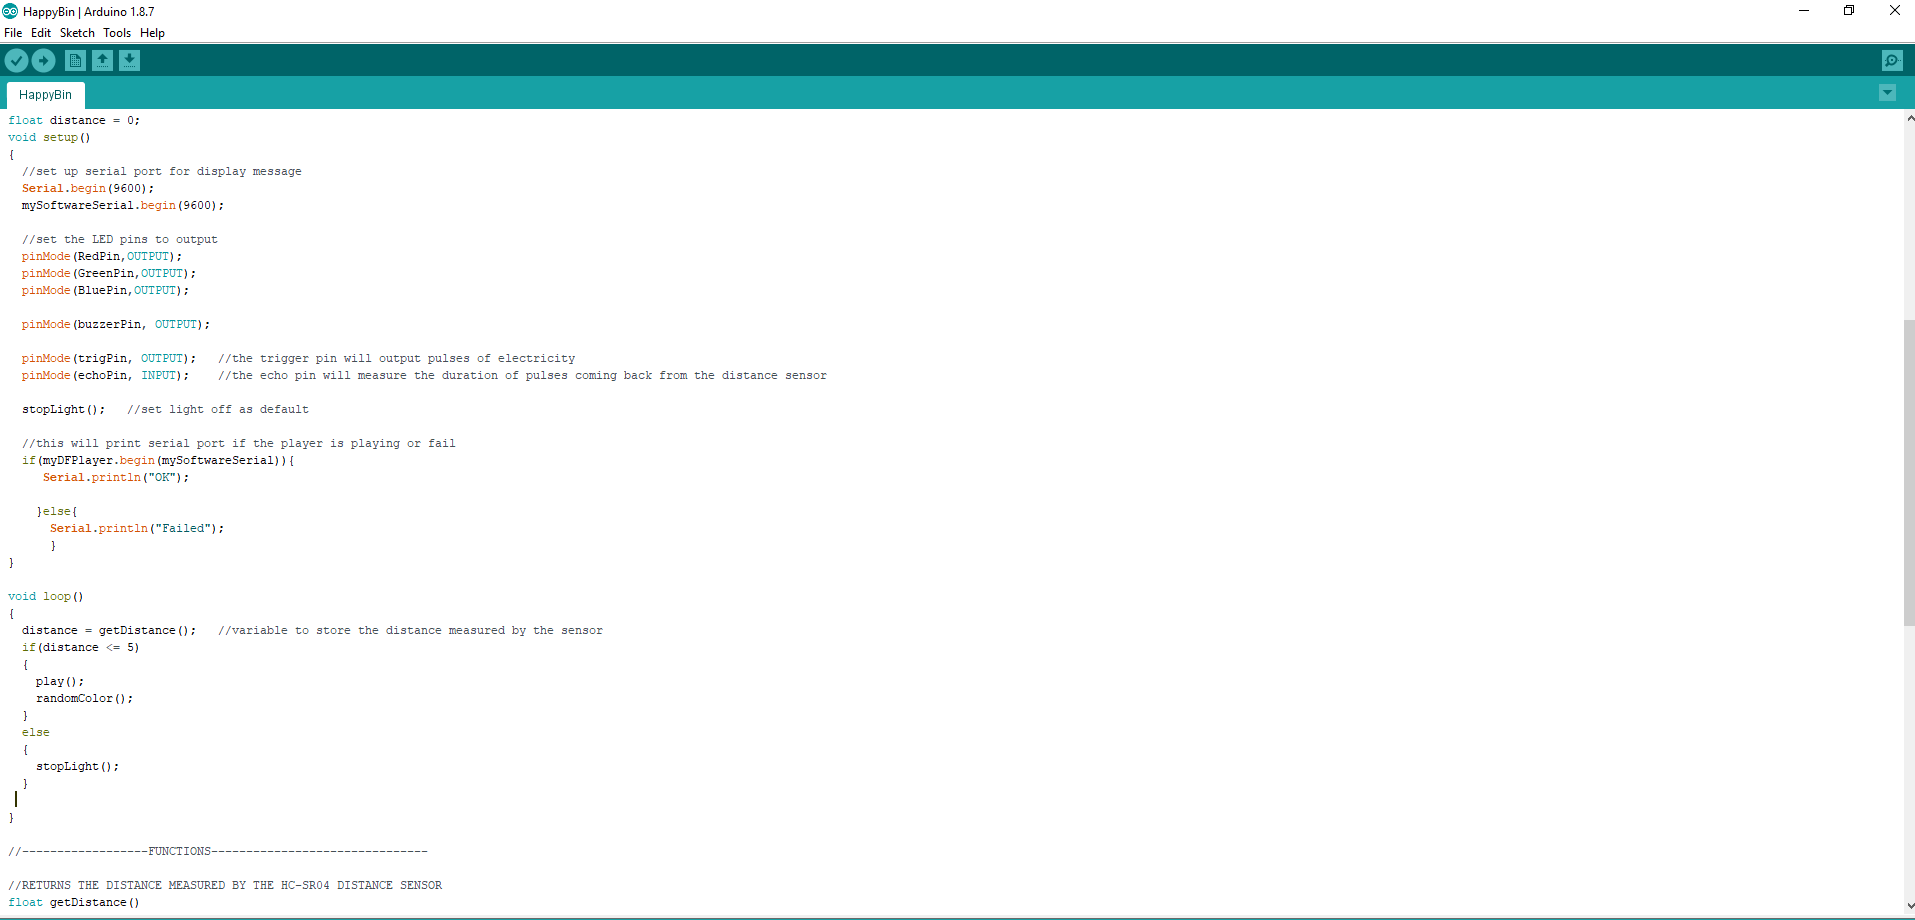 HappyBin | Arduino 1.8.7
File Edit Sketch Tools Help
HappyBin
float distance = 0;
void setup()
{
  //set up serial port for display message
  Serial.begin(9600);
  mySoftwareSerial.begin(9600);

  //set the LED pins to output
  pinMode(RedPin,OUTPUT);
  pinMode(GreenPin,OUTPUT);
  pinMode(BluePin,OUTPUT);

  pinMode(buzzerPin, OUTPUT);

  pinMode(trigPin, OUTPUT);   //the trigger pin will output pulses of electricity
  pinMode(echoPin, INPUT);    //the echo pin will measure the duration of pulses coming back from the distance sensor

  stopLight();   //set light off as default

  //this will print serial port if the player is playing or fail
  if(myDFPlayer.begin(mySoftwareSerial)){
     Serial.println("OK");

    }else{
      Serial.println("Failed");
      }
}

void loop()
{
  distance = getDistance();   //variable to store the distance measured by the sensor
  if(distance <= 5)
  {
    play();
    randomColor();
  }
  else
  {
    stopLight();
  }

}

//------------------FUNCTIONS-------------------------------

//RETURNS THE DISTANCE MEASURED BY THE HC-SR04 DISTANCE SENSOR
float getDistance()